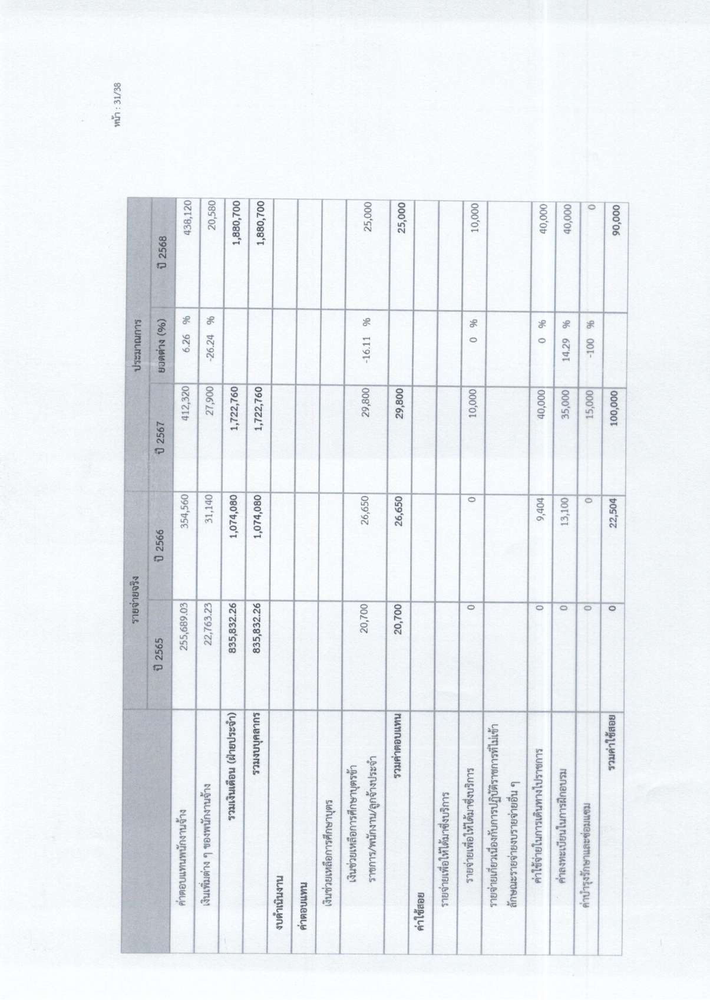 หน้า : 31/38
รายจ่ายจริง ประมาณการ
ปี 2565 ปี 2566 ปี 2567 ยอดต่าง (%) ปี 2568
ค่าตอบแทนพนักงานจ้าง 255,689.03 354,560 412,320 6.26 % 438,120
เงินเพิ่มต่าง ๆ ของพนักงานจ้าง 22,763.23 31,140 27,900 -26.24 % 20,580
รวมเงินเดือน (ฝ่ายประจำ) 835,832.26 1,074,080 1,722,760 1,880,700
รวมงบบุคลากร 835,832.26 1,074,080 1,722,760 1,880,700
งบดำเนินงาน
ค่าตอบแทน
เงินช่วยเหลือการศึกษาบุตร
เงินช่วยเหลือการศึกษาบุตรข้า
ราชการ/พนักงาน/ลูกจ้างประจำ 20,700 26,650 29,800 -16.11 % 25,000
รวมค่าตอบแทน 20,700 26,650 29,800 25,000
ค่าใช้สอย
รายจ่ายเพื่อให้ได้มาซึ่งบริการ
รายจ่ายเพื่อให้ได้มาซึ่งบริการ 0 0 10,000 0 % 10,000
รายจ่ายเกี่ยวเนื่องกับการปฏิบัติราชการที่ไม่เข้า
ลักษณะรายจ่ายงบรายจ่ายอื่น ๆ
ค่าใช้จ่ายในการเดินทางไปราชการ 0 9,404 40,000 0 % 40,000
ค่าลงทะเบียนในการฝึกอบรม 0 13,100 35,000 14.29 % 40,000
ค่าบำรุงรักษาและซ่อมแซม 0 0 15,000 -100 % 0
รวมค่าใช้สอย 0 22,504 100,000 90,000